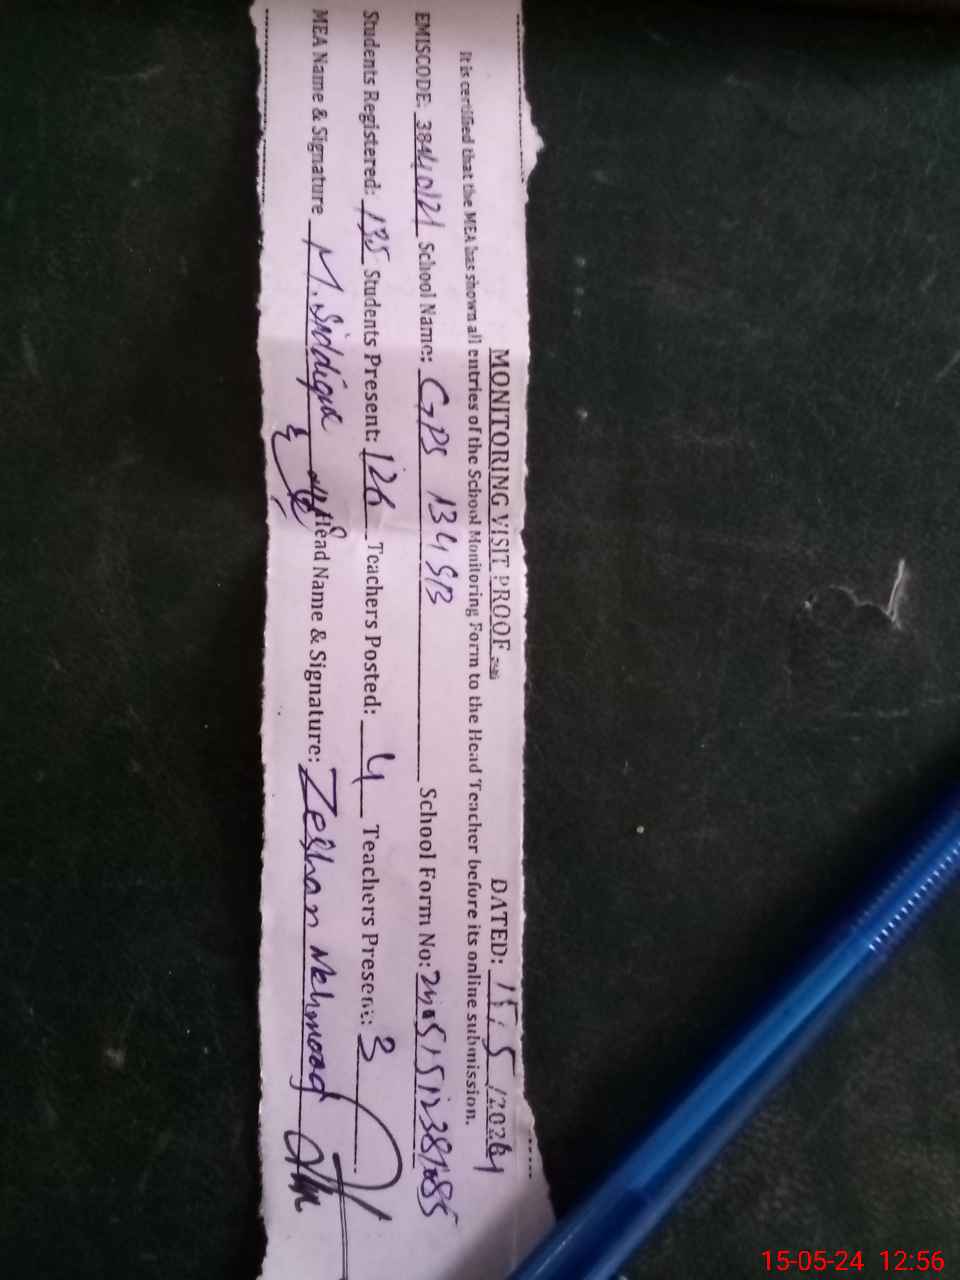 MONITORING VISIT PROOF DATED: 15/5/2024
It is certified that the MEA has shown all entries of the School Monitoring Form to the Head Teacher before its online submission.
EMISCODE: 38440121 School Name: GPS 134 SB School Form No:
Students Registered: 135 Students Present: 126 Teachers Posted: 4 Teachers Present: 3
MEA Name & Signature M. Siddique Head Name & Signature: Zeshan Mehmood
15-05-24 12:56